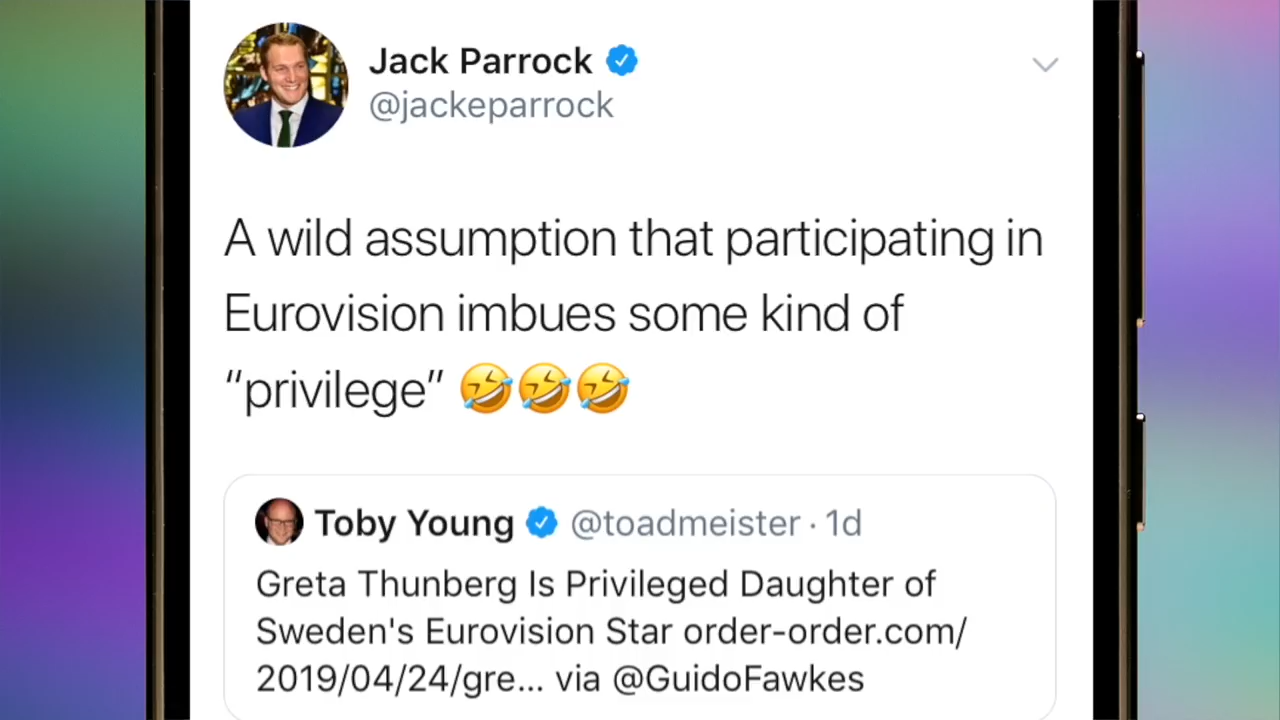 Jack Parrock
@jackeparrock
A wild assumption that participating in
Eurovision imbues some kind of
“privilege” 🤣🤣🤣
Toby Young @toadmeister · 1d
Greta Thunberg Is Privileged Daughter of
Sweden's Eurovision Star order-order.com/
2019/04/24/gre... via @GuidoFawkes